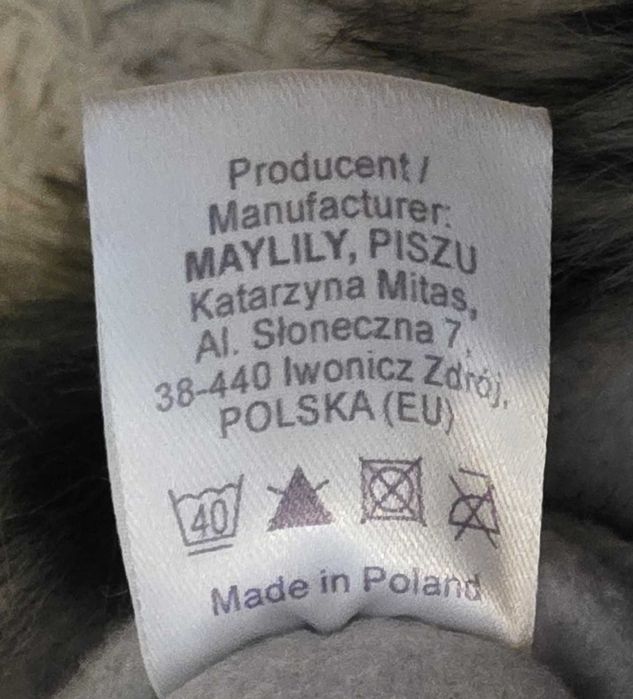 Producent /
Manufacturer:
MAYLILY, PISZU
Katarzyna Mitas,
Al. Słoneczna 7,
38-440 Iwonicz Zdrój,
POLSKA (EU)
40
Made in Poland